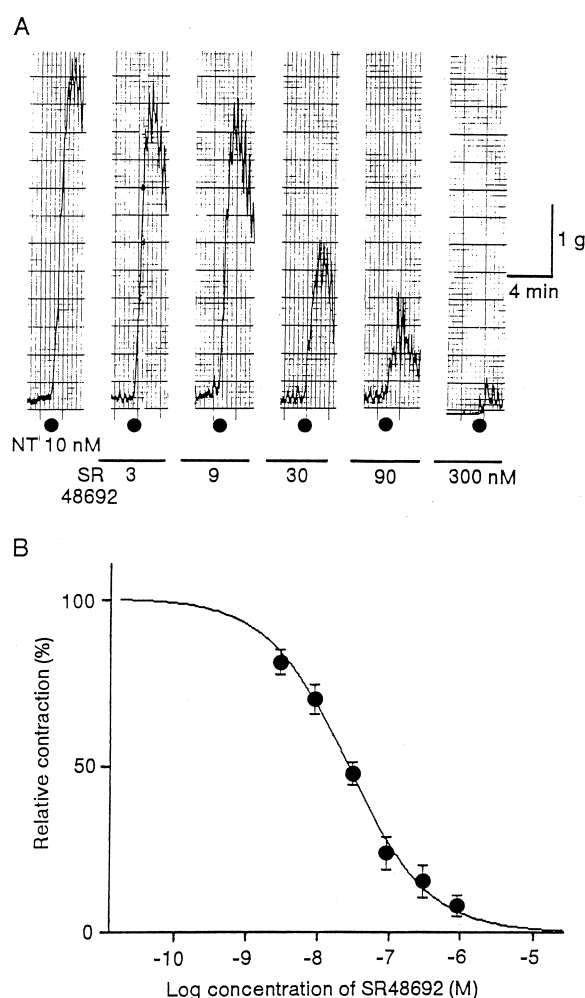 A
1 g
4 min
NT 10 nM
SR 3 9 30 90 300 nM
48692
B
Relative contraction (%)
100
50
0
-10 -9 -8 -7 -6 -5
Log concentration of SR48692 (M)